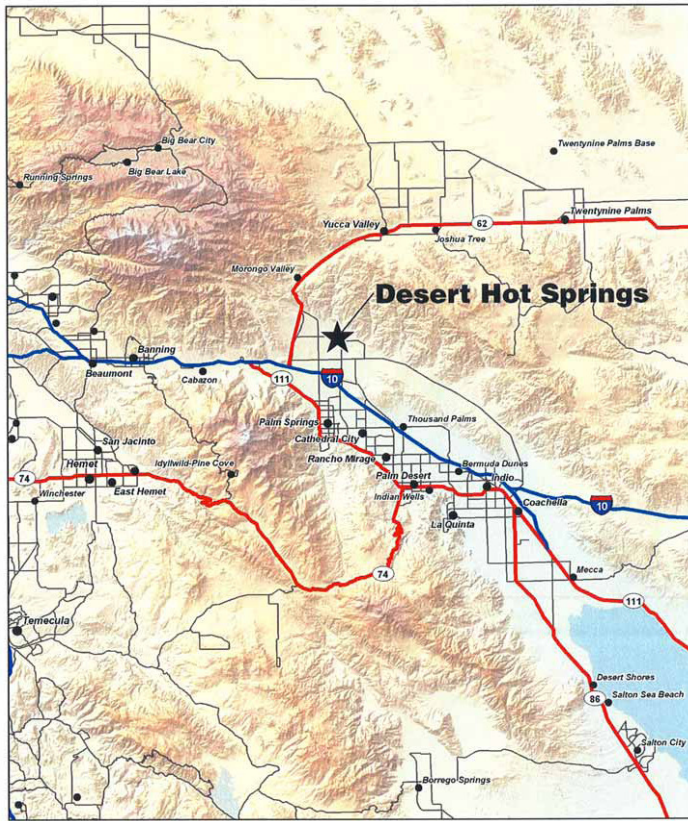 Big Bear City
Twentynine Palms Base
Big Bear Lake
Running Springs
Twentynine Palms
62
Yucca Valley
Joshua Tree
Morongo Valley
Desert Hot Springs
Banning
Beaumont
Cabazon
111
10
Palm Springs
Thousand Palms
Cathedral City
San Jacinto
Rancho Mirage
Idyllwild-Pine Cove
Hemet
74
East Hemet
Winchester
Bermuda Dunes
Palm Desert
Indio
Indian Wells
10
Coachella
La Quinta
Mecca
74
111
Temecula
Desert Shores
86
Salton Sea Beach
Salton City
Borrego Springs